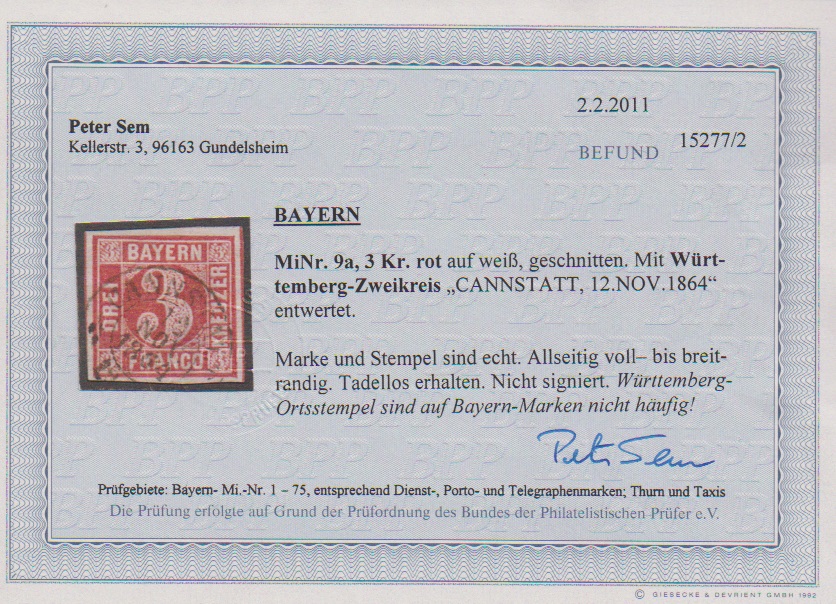 2.2.2011
Peter Sem
Kellerstr. 3, 96163 Gundelsheim
BEFUND 15277/2
BAYERN
MiNr. 9a, 3 Kr. rot auf weiß, geschnitten. Mit Würt-
temberg-Zweikreis „CANNSTATT, 12.NOV.1864“
entwertet.
Marke und Stempel sind echt. Allseitig voll– bis breit-
randig. Tadellos erhalten. Nicht signiert. Württemberg-
Ortsstempel sind auf Bayern-Marken nicht häufig!
BAYERN
DREI
3
KREUZER
FRANCO
Peter Sem
Prüfgebiete: Bayern- Mi.-Nr. 1 – 75, entsprechend Dienst-, Porto- und Telegraphenmarken; Thurn und Taxis
Die Prüfung erfolgte auf Grund der Prüfordnung des Bundes der Philatelistischen Prüfer e.V.
© GIESECKE & DEVRIENT GMBH 1992
BPP